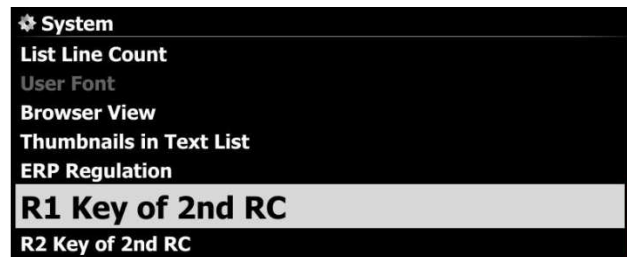 System
List Line Count
User Font
Browser View
Thumbnails in Text List
ERP Regulation
R1 Key of 2nd RC
R2 Key of 2nd RC